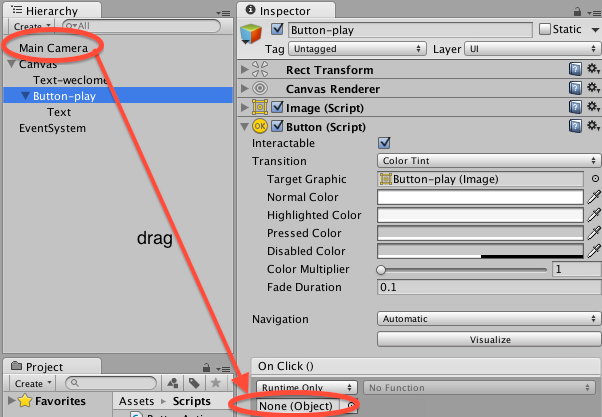 Hierarchy
Create
All
Main Camera
Canvas
Text-weclome
Button-play
Text
EventSystem
drag
Project
Create
Favorites
Assets
Scripts
Inspector
Button-play
Static
Tag
Untagged
Layer
UI
Rect Transform
Canvas Renderer
Image (Script)
OK
Button (Script)
Interactable
Transition
Color Tint
Target Graphic
Button-play (Image)
Normal Color
Highlighted Color
Pressed Color
Disabled Color
Color Multiplier
1
Fade Duration
0.1
Navigation
Automatic
Visualize
On Click ()
Runtime Only
No Function
None (Object)